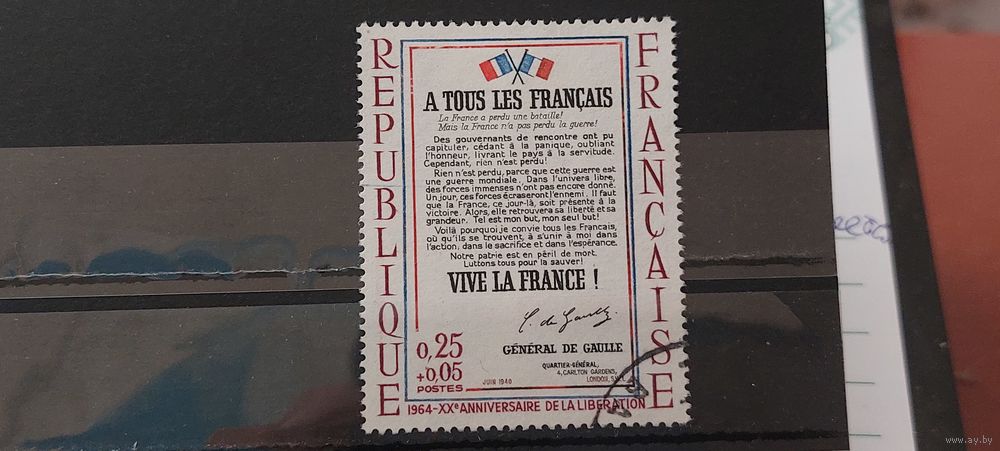 REPUBLIQUE
FRANÇAISE
A TOUS LES FRANÇAIS
La France a perdu une bataille!
Mais la France n'a pas perdu la guerre!
Des gouvernants de rencontre ont pu
capituler, cédant à la panique, oubliant
l'honneur, livrant le pays à la servitude.
Cependant, rien n'est perdu!
Rien n'est perdu, parce que cette guerre est
une guerre mondiale. Dans l'univers libre,
des forces immenses n'ont pas encore donné.
Un jour, ces forces écraseront l'ennemi. Il faut
que la France, ce jour-là, soit présente à la
victoire. Alors, elle retrouvera sa liberté et sa
grandeur. Tel est mon but, mon seul but!
Voilà pourquoi je convie tous les Français,
où qu'ils se trouvent, à s'unir à moi dans
l'action, dans le sacrifice et dans l'espérance.
Notre patrie est en péril de mort.
Luttons tous pour la sauver!
VIVE LA FRANCE !
C. de Gaulle
GÉNÉRAL DE GAULLE
QUARTIER-GÉNÉRAL,
4, CARLTON GARDENS,
LONDON, S.W.1
0,25
+0,05
POSTES
JUIN 1940
1964-XXe ANNIVERSAIRE DE LA LIBERATION
www.ay.by